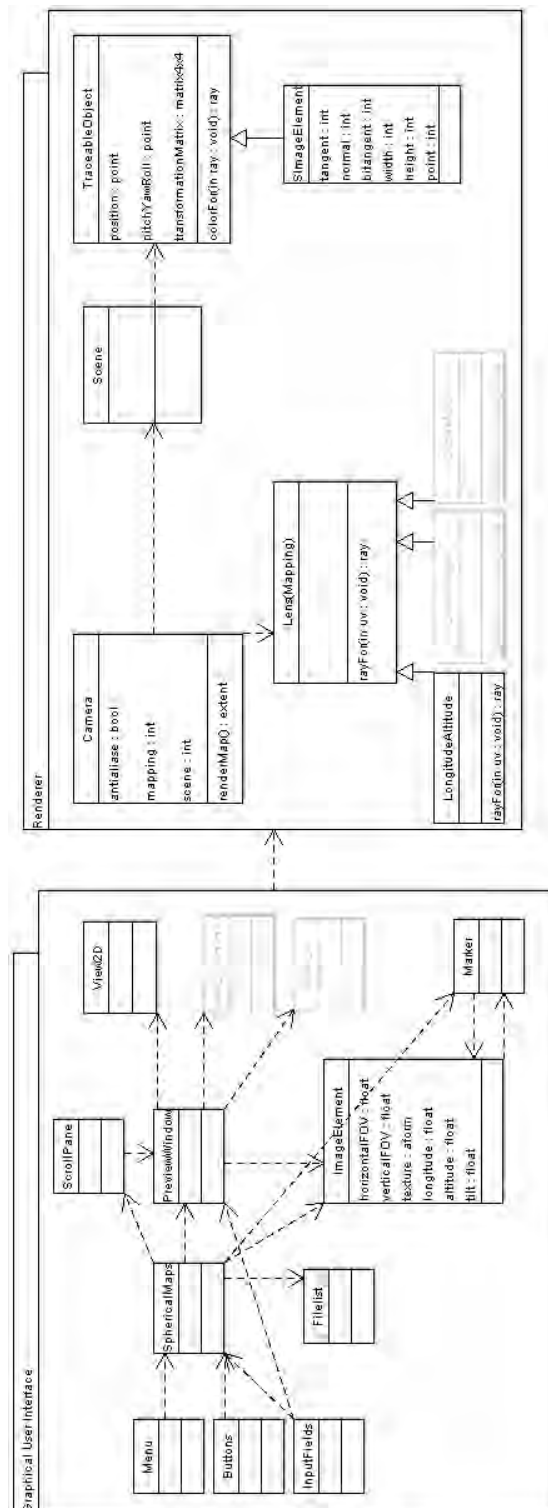 Graphical User Interface
Menu
Buttons
InputFields
SphericalMaps
Filelist
ScrollPane
PreviewWindow
ImageElement
horizontalFOV : float
verticalFOV : float
texture : aform
longitude : float
altitude : float
tilt : float
View2D
Marker
Renderer
Camera
antialiase : bool
mapping : int
scene : int
renderMap() : extent
LongitudeAltitude
rayFor(in uv : void) : ray
Lens(Mapping)
rayFor(in uv : void) : ray
Scene
TraceableObject
position : point
pitchYawRoll : point
transformationMatrix : matrix4x4
colorFor(in ray : void) : ray
SImageElement
tangent : int
normal : int
bitangent : int
width : int
height : int
point : int